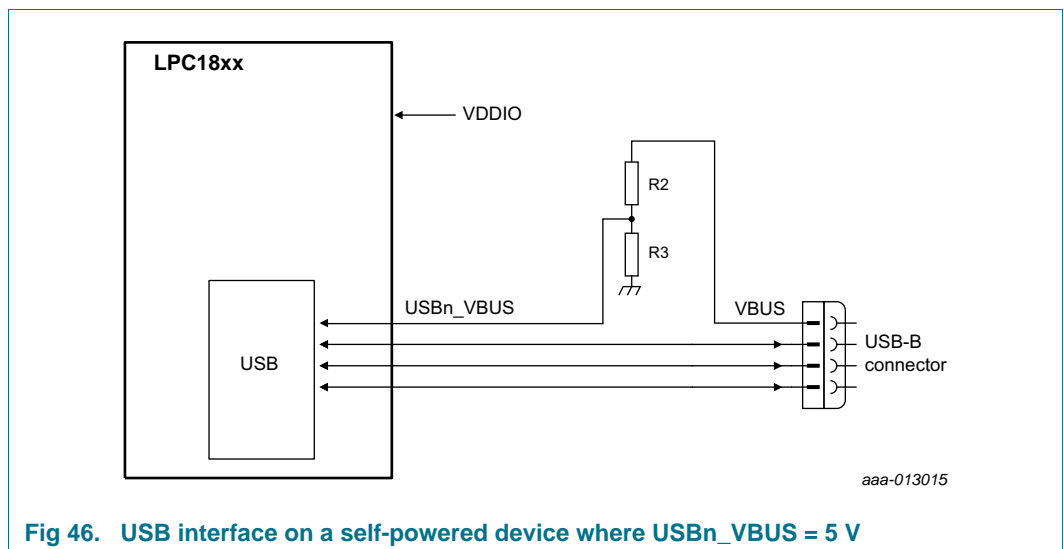 LPC18xx
VDDIO
R2
R3
USBn_VBUS
VBUS
USB
USB-B
connector
aaa-013015
Fig 46. USB interface on a self-powered device where USBn_VBUS = 5 V